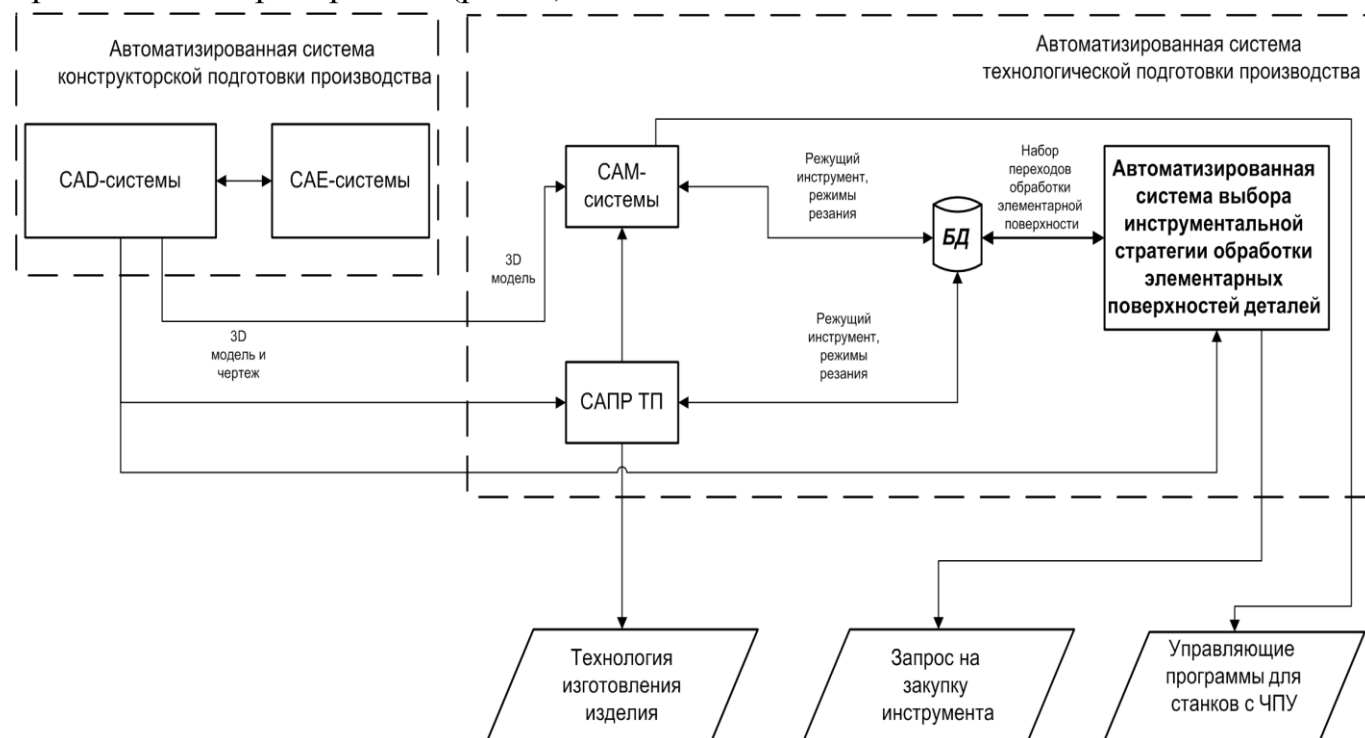 Автоматизированная система
конструкторской подготовки производства
Автоматизированная система
технологической подготовки производства
CAD-системы
CAE-системы
CAM-
системы
Режущий
инструмент,
режимы
резания
Набор
переходов
обработки
элементарной
поверхности
БД
Автоматизированная
система выбора
инструментальной
стратегии обработки
элементарных
поверхностей деталей
3D
модель
3D
модель и
чертеж
Режущий
инструмент,
режимы
резания
САПР ТП
Технология
изготовления
изделия
Запрос на
закупку
инструмента
Управляющие
программы для
станков с ЧПУ